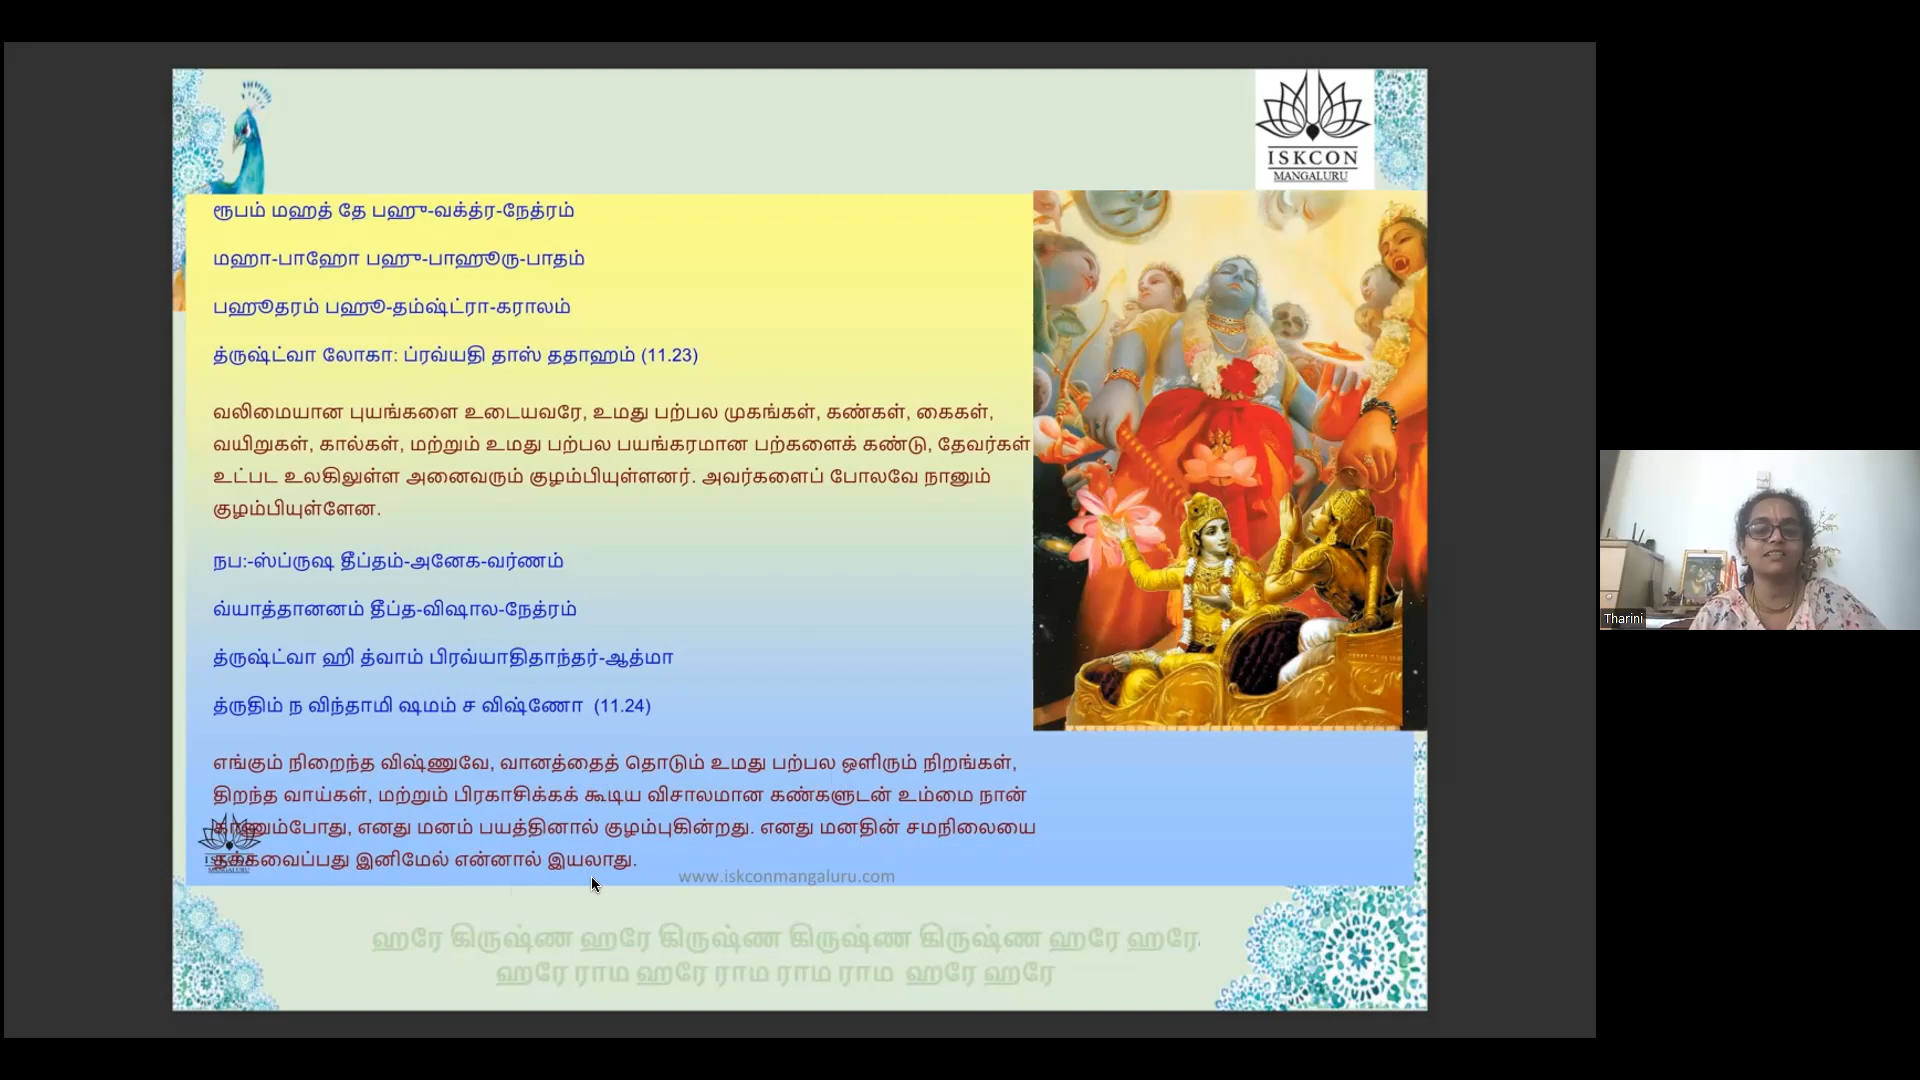 ISKCON
MANGALURU
ரூபம் மஹத் தே பஹு-வக்த்ர-நேத்ரம்
மஹா-பாஹோ பஹு-பாஹூரு-பாதம்
பஹூதரம் பஹூ-தம்ஷ்ட்ரா-கராலம்
த்ருஷ்ட்வா லோகா: ப்ரவ்யதி தாஸ் ததாஹம் (11.23)
வலிமையான புயங்களை உடையவரே, உமது பற்பல முகங்கள், கண்கள், கைகள்,
வயிறுகள், கால்கள், மற்றும் உமது பற்பல பயங்கரமான பற்களைக் கண்டு, தேவர்கள்
உட்பட உலகிலுள்ள அனைவரும் குழம்பியுள்ளனர். அவர்களைப் போலவே நானும்
குழம்பியுள்ளேன.
நப:-ஸ்ப்ருஷ தீப்தம்-அனேக-வர்ணம்
வ்யாத்தானனம் தீப்த-விஷால-நேத்ரம்
த்ருஷ்ட்வா ஹி த்வாம் பிரவ்யாதிதாந்தர்-ஆத்மா
த்ருதிம் ந விந்தாமி ஷமம் ச விஷ்ணோ (11.24)
எங்கும் நிறைந்த விஷ்ணுவே, வானத்தைத் தொடும் உமது பற்பல ஒளிரும் நிறங்கள்,
திறந்த வாய்கள், மற்றும் பிரகாசிக்கக் கூடிய விசாலமான கண்களுடன் உம்மை நான்
காணும்போது, எனது மனம் பயத்தினால் குழம்புகின்றது. எனது மனதின் சமநிலையை
தக்கவைப்பது இனிமேல் என்னால் இயலாது.
www.iskconmangaluru.com
ஹரே கிருஷ்ண ஹரே கிருஷ்ண கிருஷ்ண கிருஷ்ண ஹரே ஹரே
ஹரே ராம ஹரே ராம ராம ராம ஹரே ஹரே
Tharini